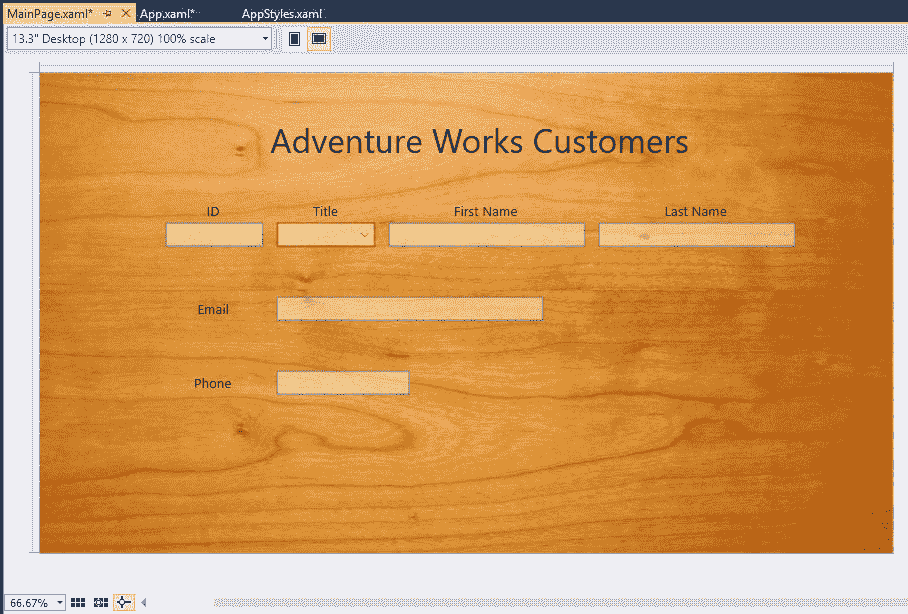 MainPage.xaml* App.xaml* AppStyles.xaml
13.3" Desktop (1280 x 720) 100% scale
Adventure Works Customers
ID Title First Name Last Name
Email
Phone
66.67%